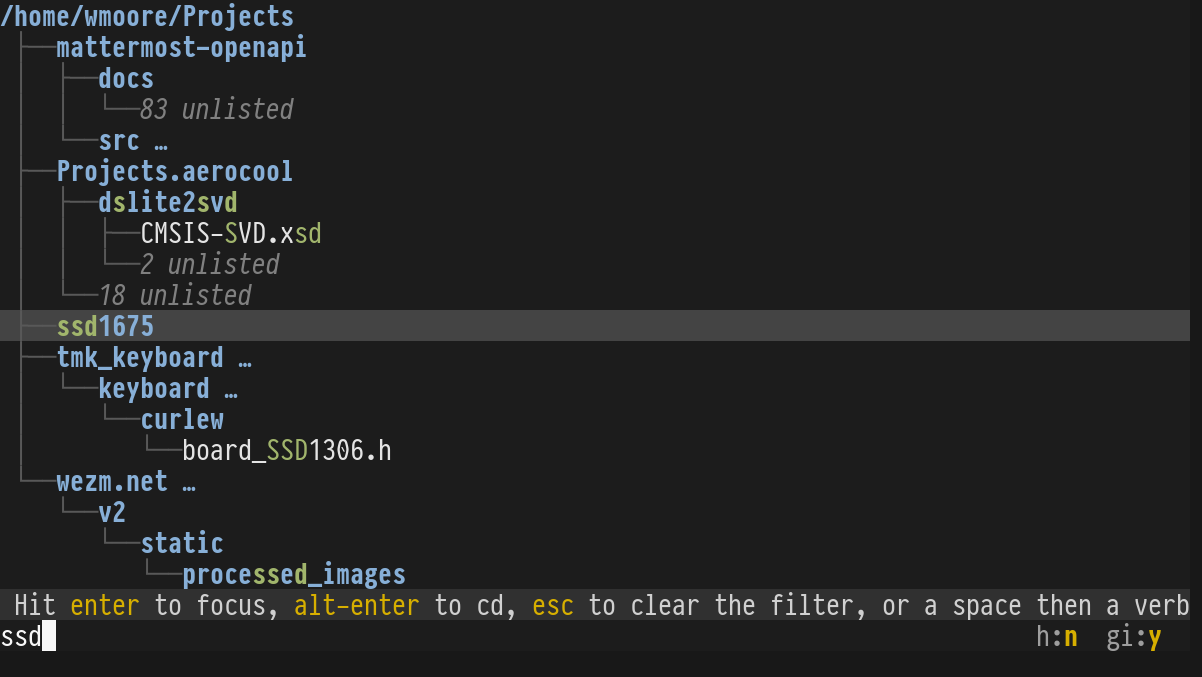 /home/wmoore/Projects
├──mattermost-openapi
│  ├──docs
│  │  └──83 unlisted
│  └──src …
├──Projects.aerocool
│  ├──dslite2svd
│  │  ├──CMSIS-SVD.xsd
│  │  └──2 unlisted
│  └──18 unlisted
├──ssd1675
├──tmk_keyboard …
│  └──keyboard …
│     └──curlew
│        └──board_SSD1306.h
└──wezm.net …
   └──v2
      └──static
         └──processed_images
Hit enter to focus, alt-enter to cd, esc to clear the filter, or a space then a verb
ssd h:n gi:y